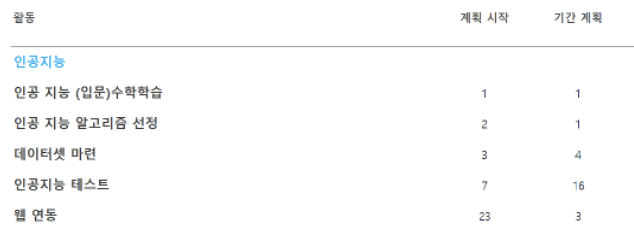 활동 계획 시작 기간 계획
인공지능
인공 지능 (입문)수학학습 1 1
인공 지능 알고리즘 선정 2 1
데이터셋 마련 3 4
인공지능 테스트 7 16
웹 연동 23 3